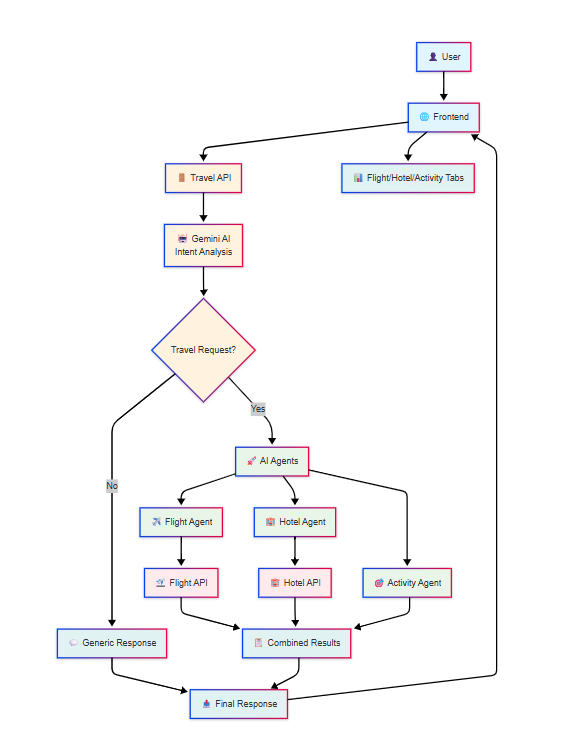 User
Frontend
Travel API
Flight/Hotel/Activity Tabs
Gemini AI
Intent Analysis
Travel Request?
Yes
AI Agents
No
Flight Agent
Hotel Agent
Flight API
Hotel API
Activity Agent
Generic Response
Combined Results
Final Response